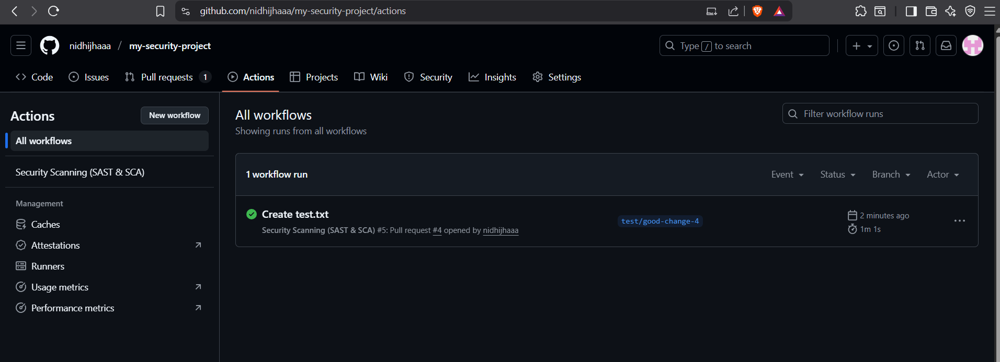 github.com/nidhijhaaa/my-security-project/actions
nidhijhaaa / my-security-project
Type / to search
Code Issues Pull requests 1 Actions Projects Wiki Security Insights Settings
Actions
New workflow
All workflows
Security Scanning (SAST & SCA)
Management
Caches
Attestations
Runners
Usage metrics
Performance metrics
All workflows
Showing runs from all workflows
Filter workflow runs
1 workflow run
Event Status Branch Actor
Create test.txt
Security Scanning (SAST & SCA) #5: Pull request #4 opened by nidhijhaaa
test/good-change-4
2 minutes ago
1m 1s